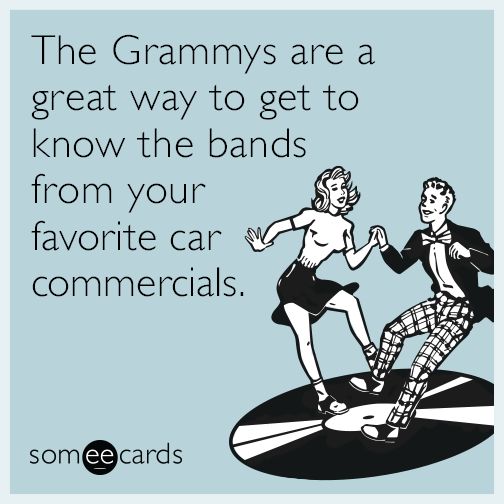 The Grammys are a
great way to get to
know the bands
from your
favorite car
commercials.
someecards